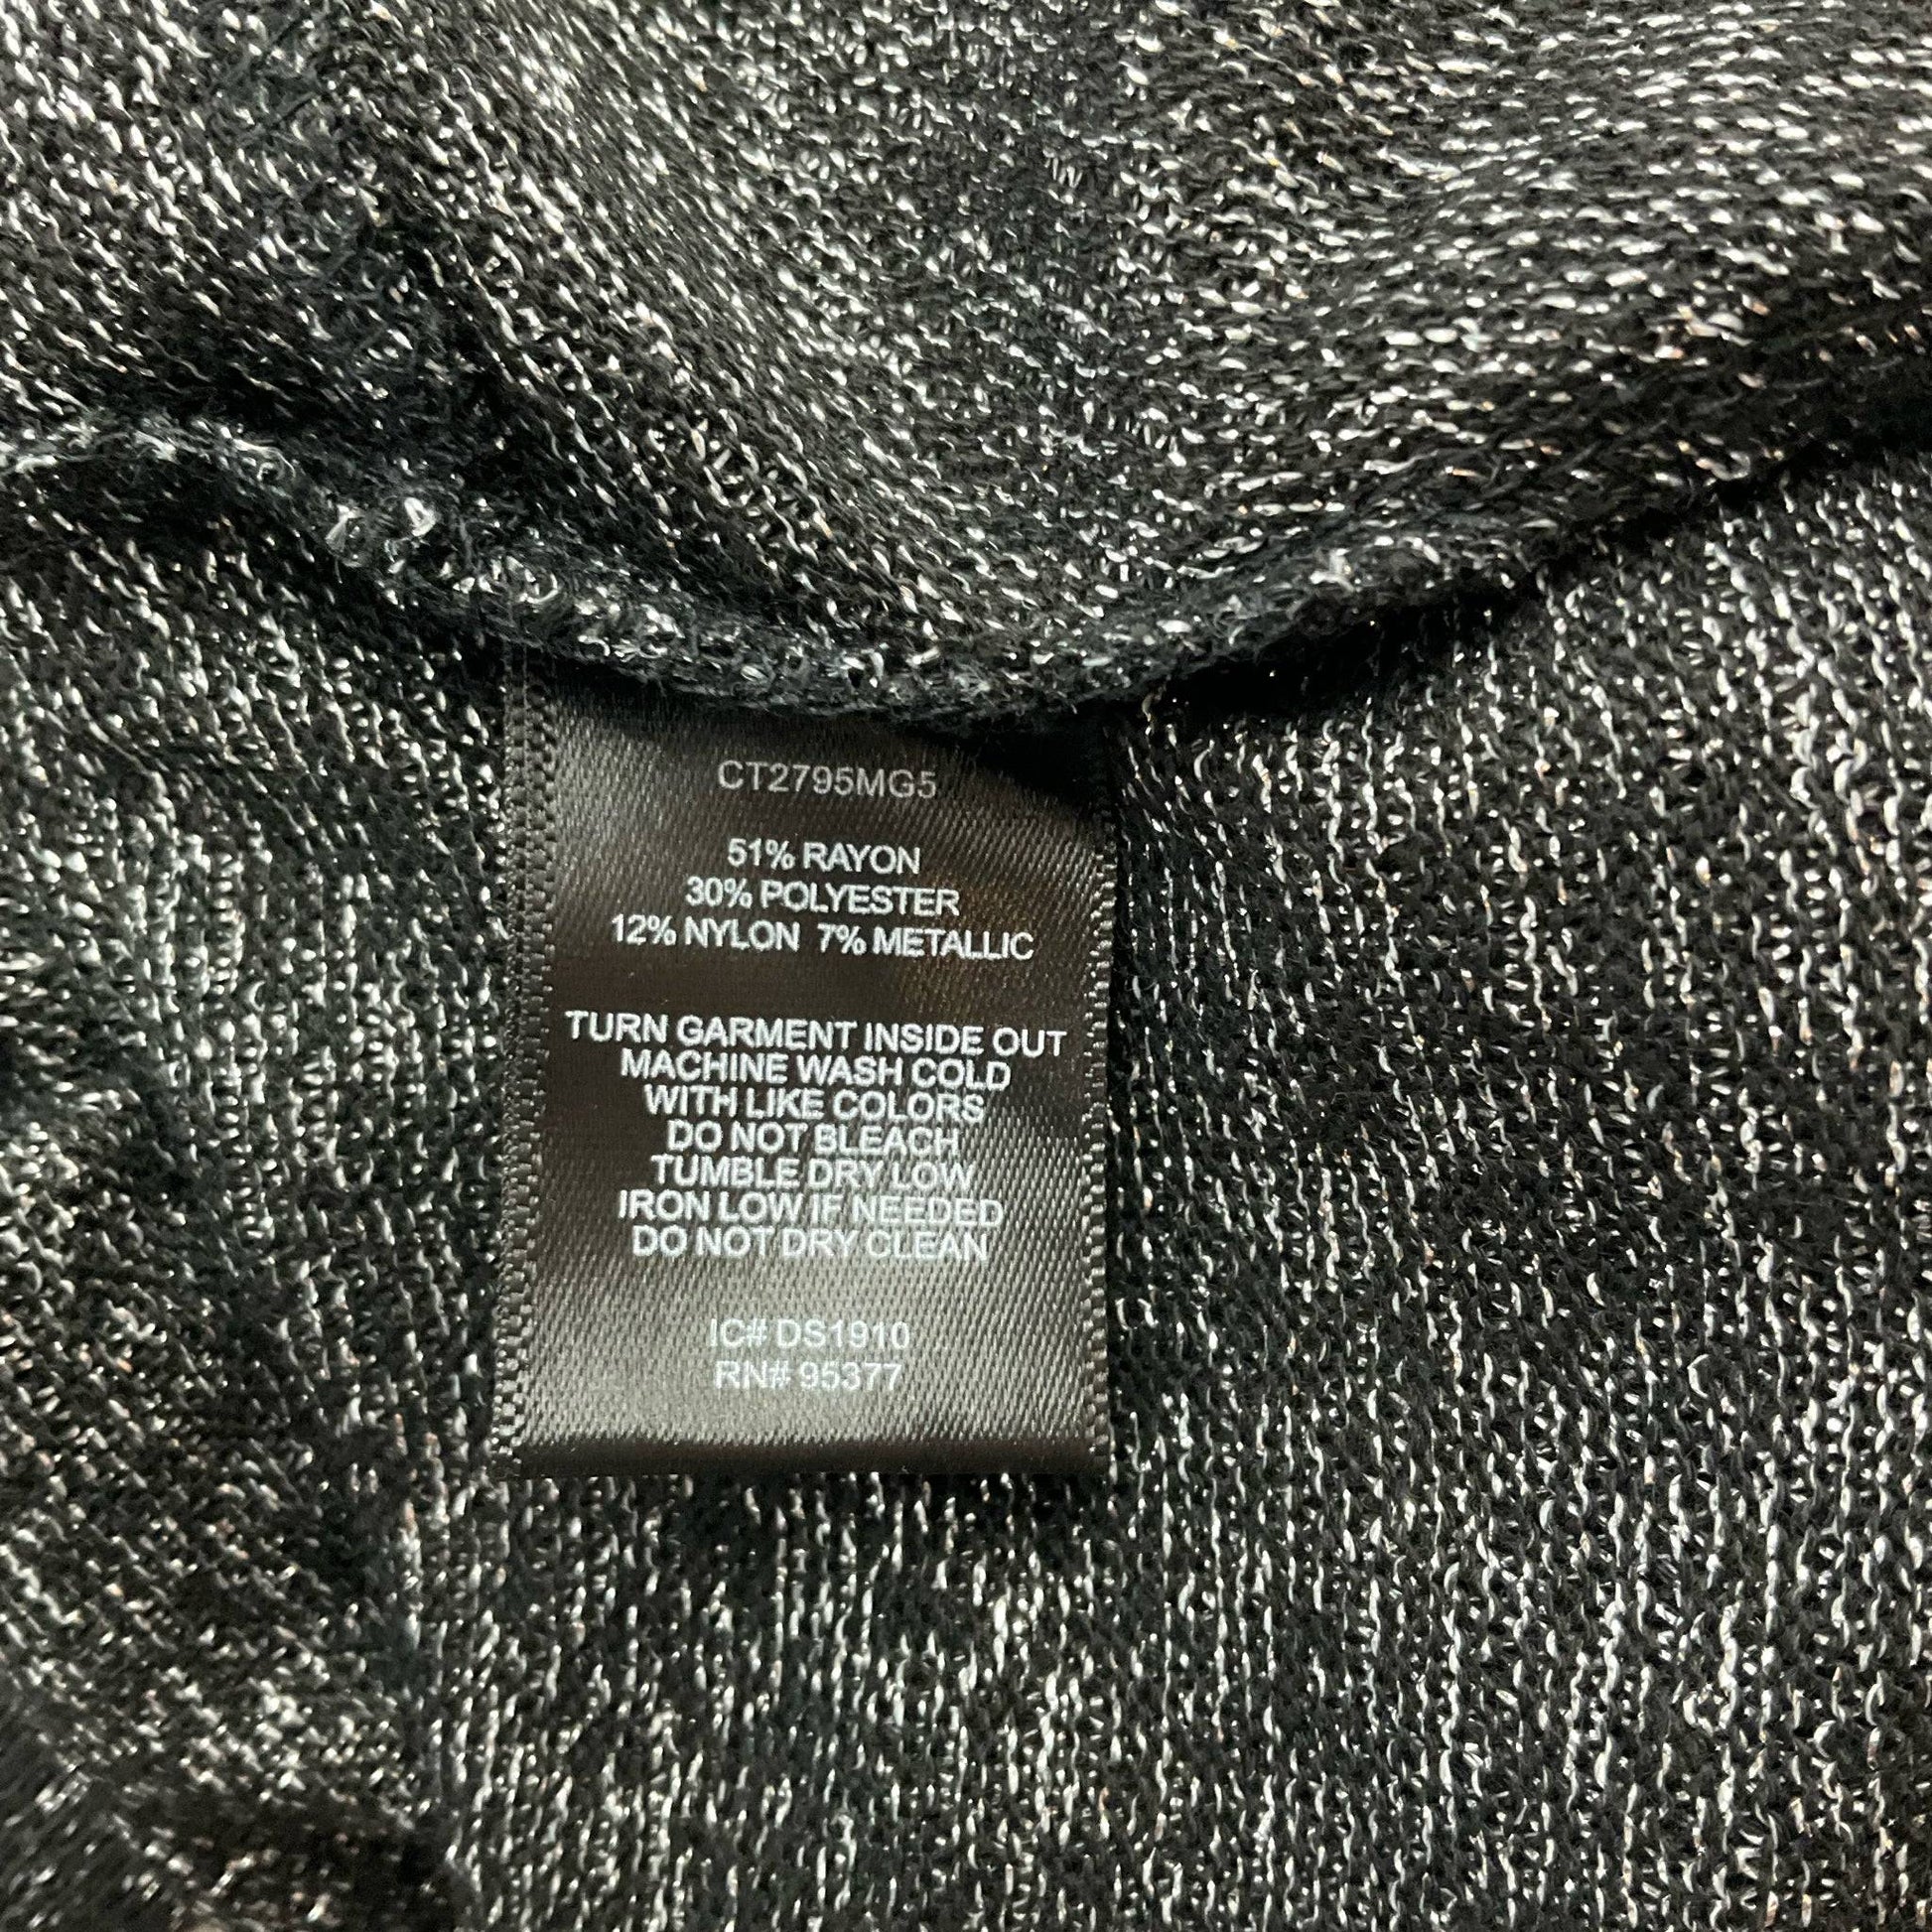 CT2795MG5
51% RAYON
30% POLYESTER
12% NYLON 7% METALLIC
TURN GARMENT INSIDE OUT
MACHINE WASH COLD
WITH LIKE COLORS
DO NOT BLEACH
TUMBLE DRY LOW
IRON LOW IF NEEDED
DO NOT DRY CLEAN
IC# DS1910
RN# 95377